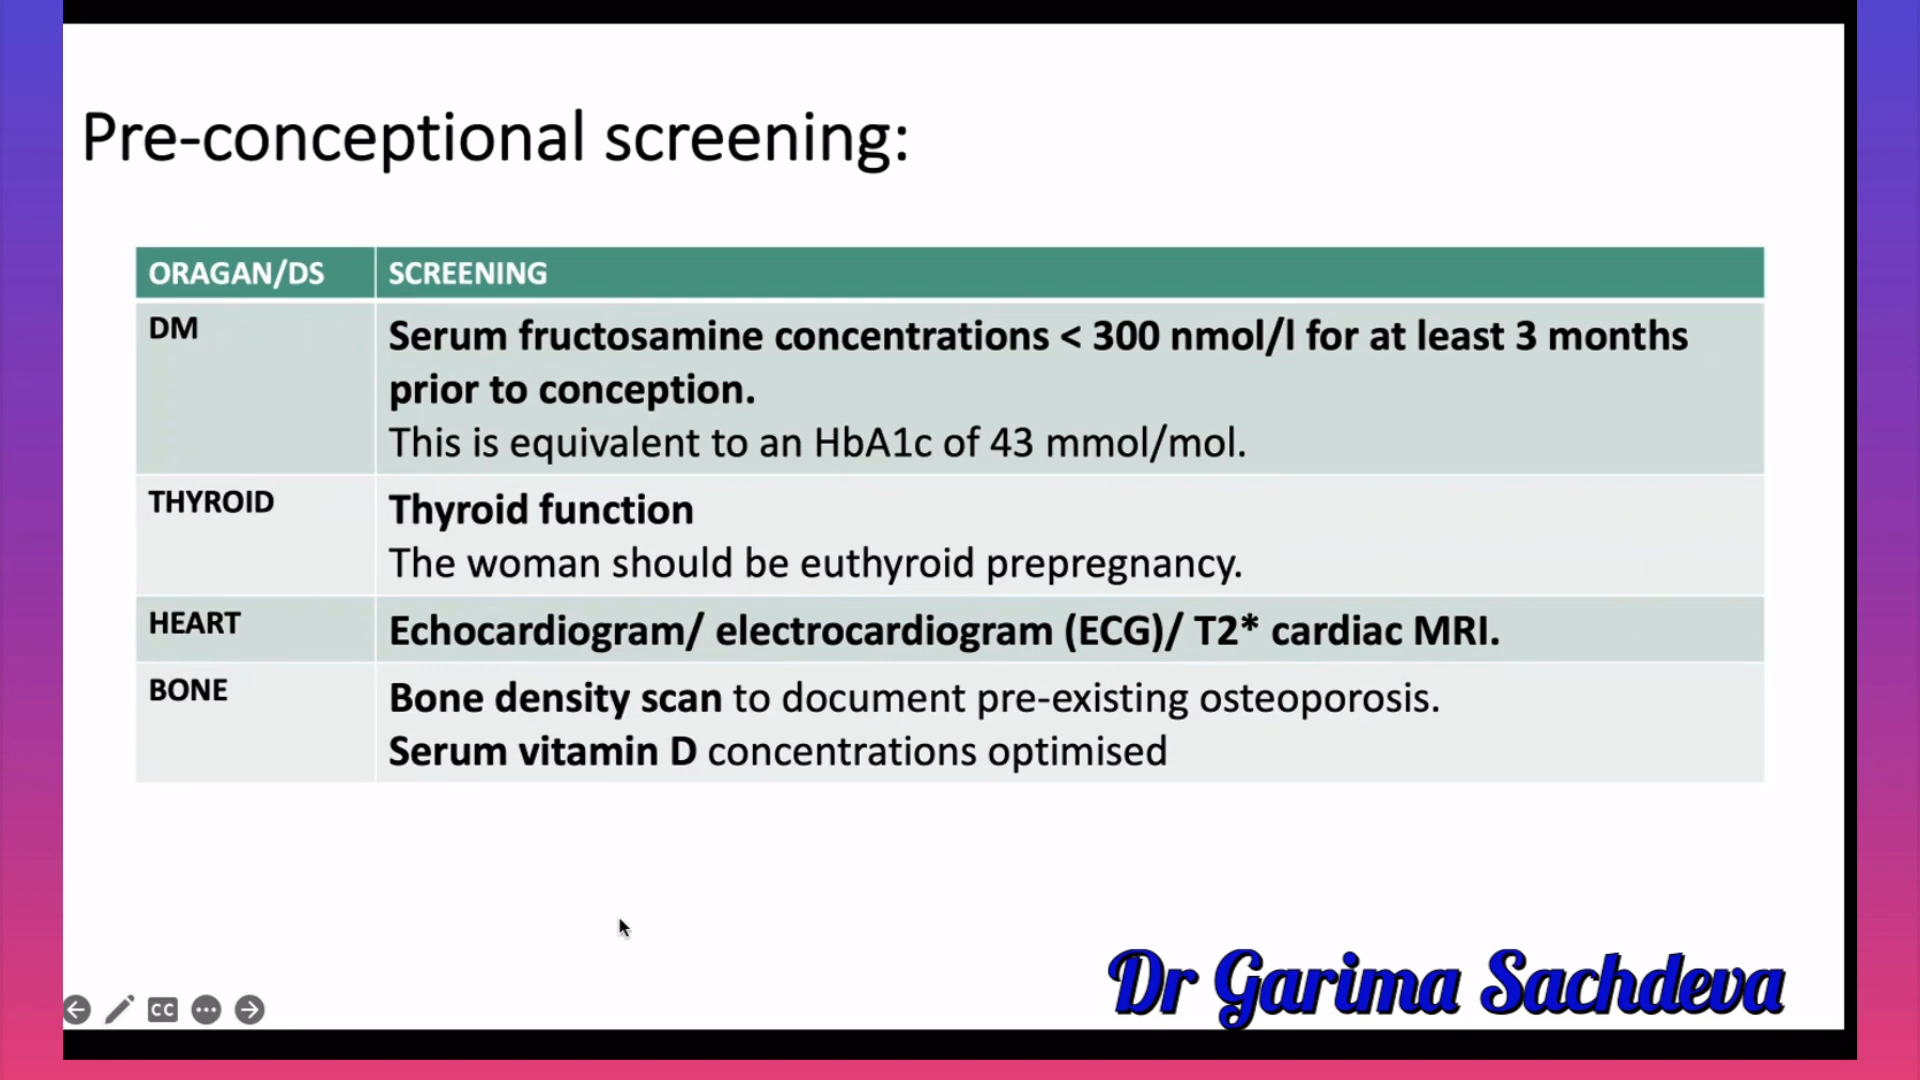 Pre-conceptional screening:
ORAGAN/DS SCREENING
DM Serum fructosamine concentrations < 300 nmol/l for at least 3 months
prior to conception.
This is equivalent to an HbA1c of 43 mmol/mol.
THYROID Thyroid function
The woman should be euthyroid prepregnancy.
HEART Echocardiogram/ electrocardiogram (ECG)/ T2* cardiac MRI.
BONE Bone density scan to document pre-existing osteoporosis.
Serum vitamin D concentrations optimised
Dr Garima Sachdeva
CC